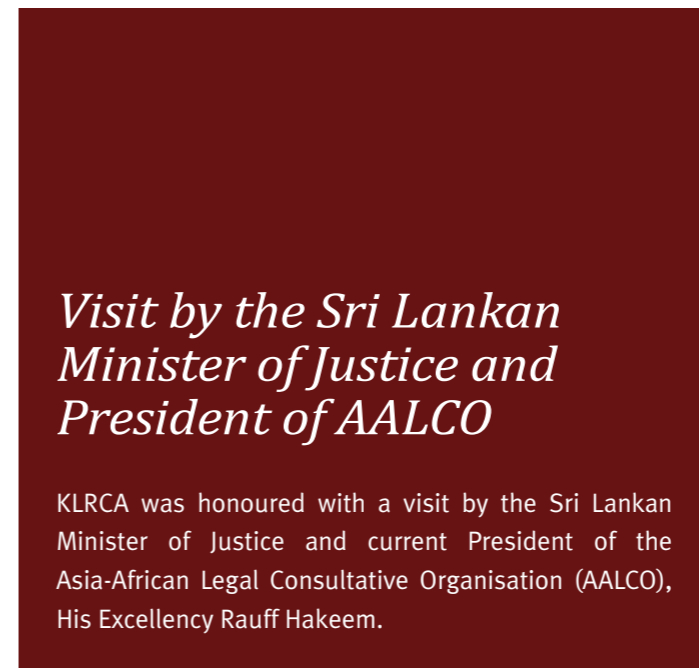 Visit by the Sri Lankan
Minister of Justice and
President of AALCO
KLRCA was honoured with a visit by the Sri Lankan
Minister of Justice and current President of the
Asia-African Legal Consultative Organisation (AALCO),
His Excellency Rauff Hakeem.